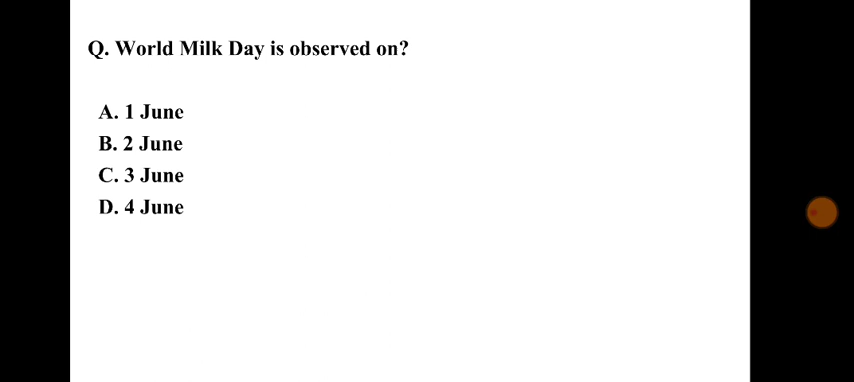 Q. World Milk Day is observed on?
A. 1 June
B. 2 June
C. 3 June
D. 4 June